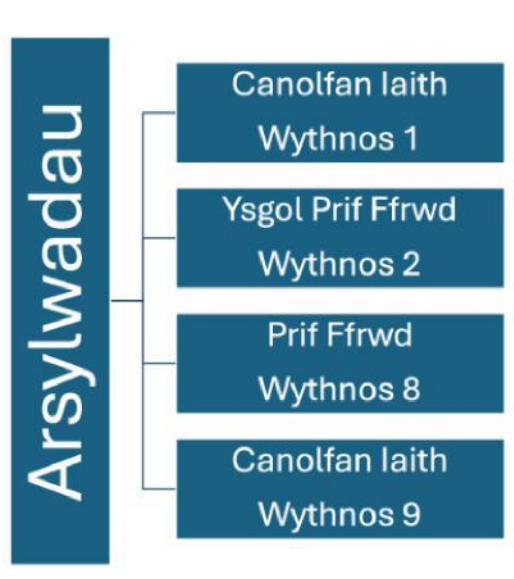 Arsylwadau
Canolfan Iaith
Wythnos 1
Ysgol Prif Ffrwd
Wythnos 2
Prif Ffrwd
Wythnos 8
Canolfan Iaith
Wythnos 9